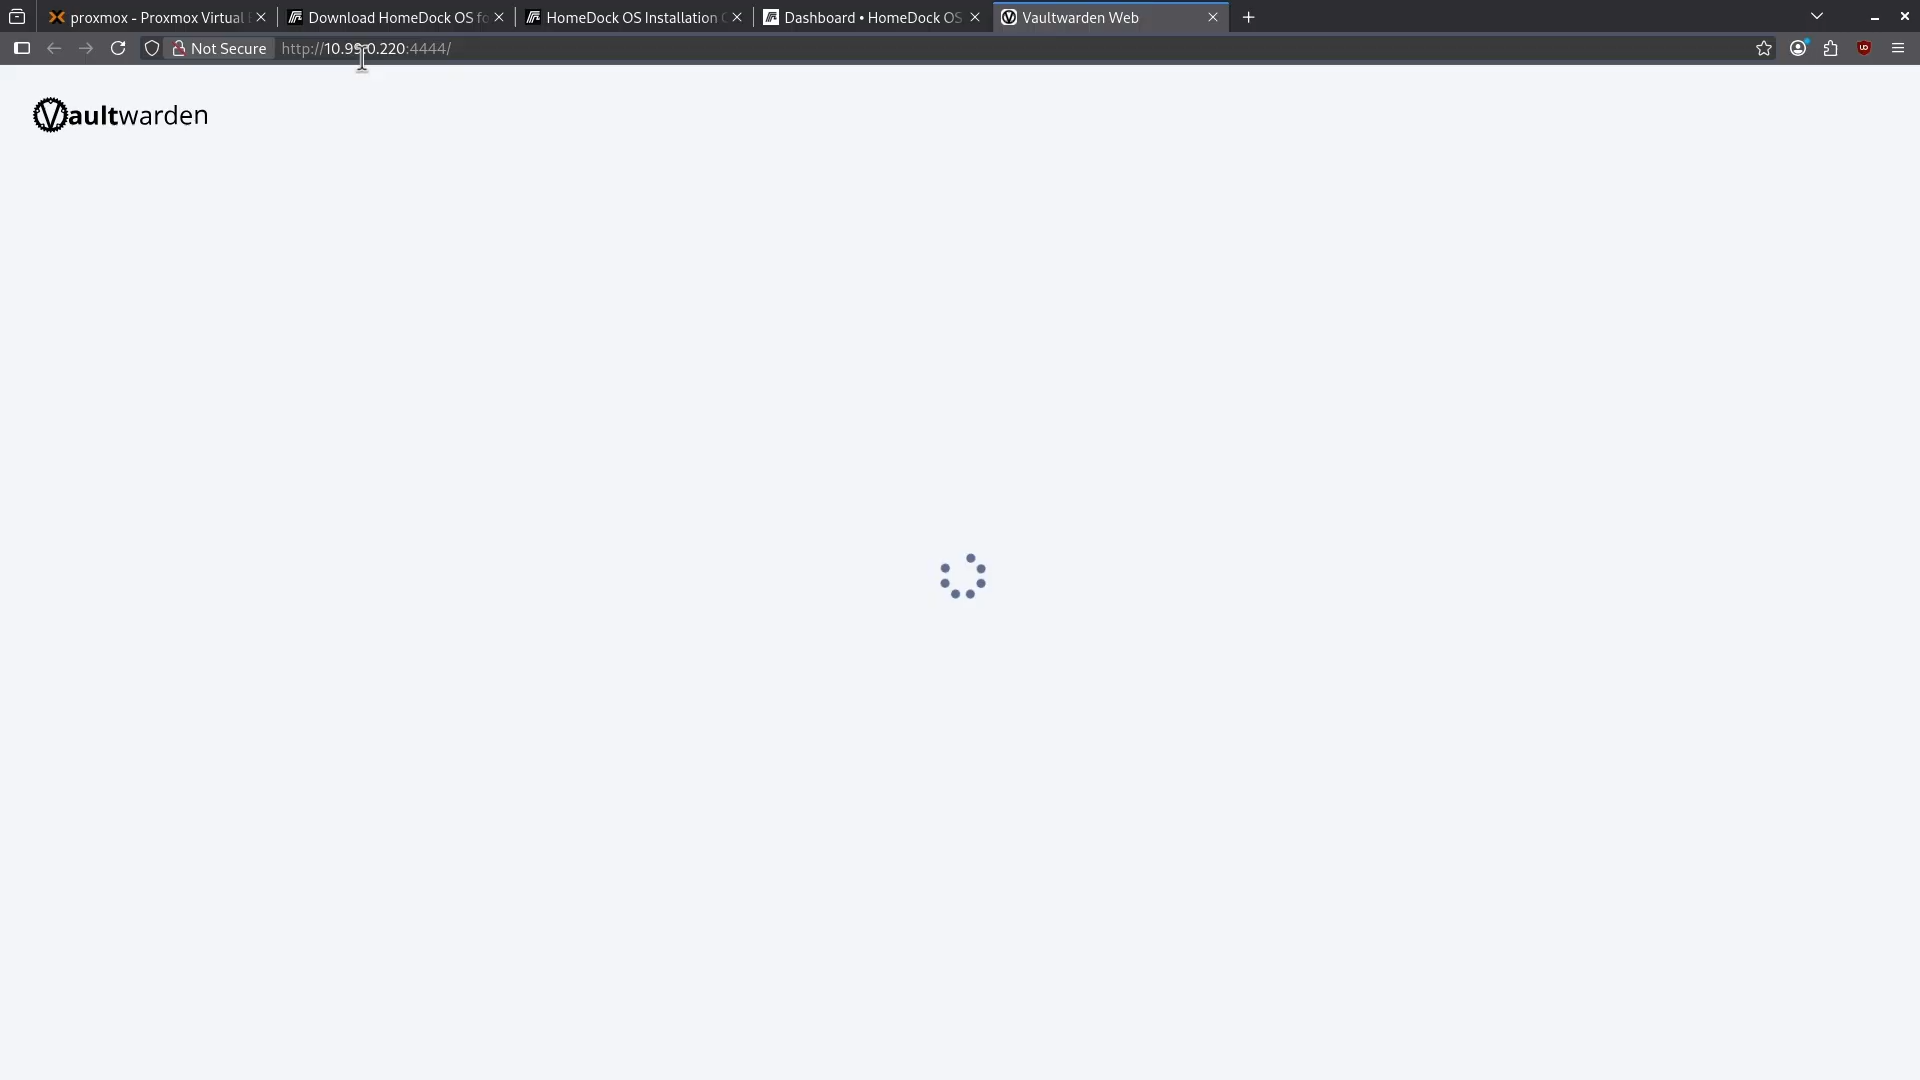 proxmox - Proxmox Virtual
Download HomeDock OS fo
HomeDock OS Installation
Dashboard • HomeDock OS
Vaultwarden Web
Not Secure
:4444/
Vaultwarden